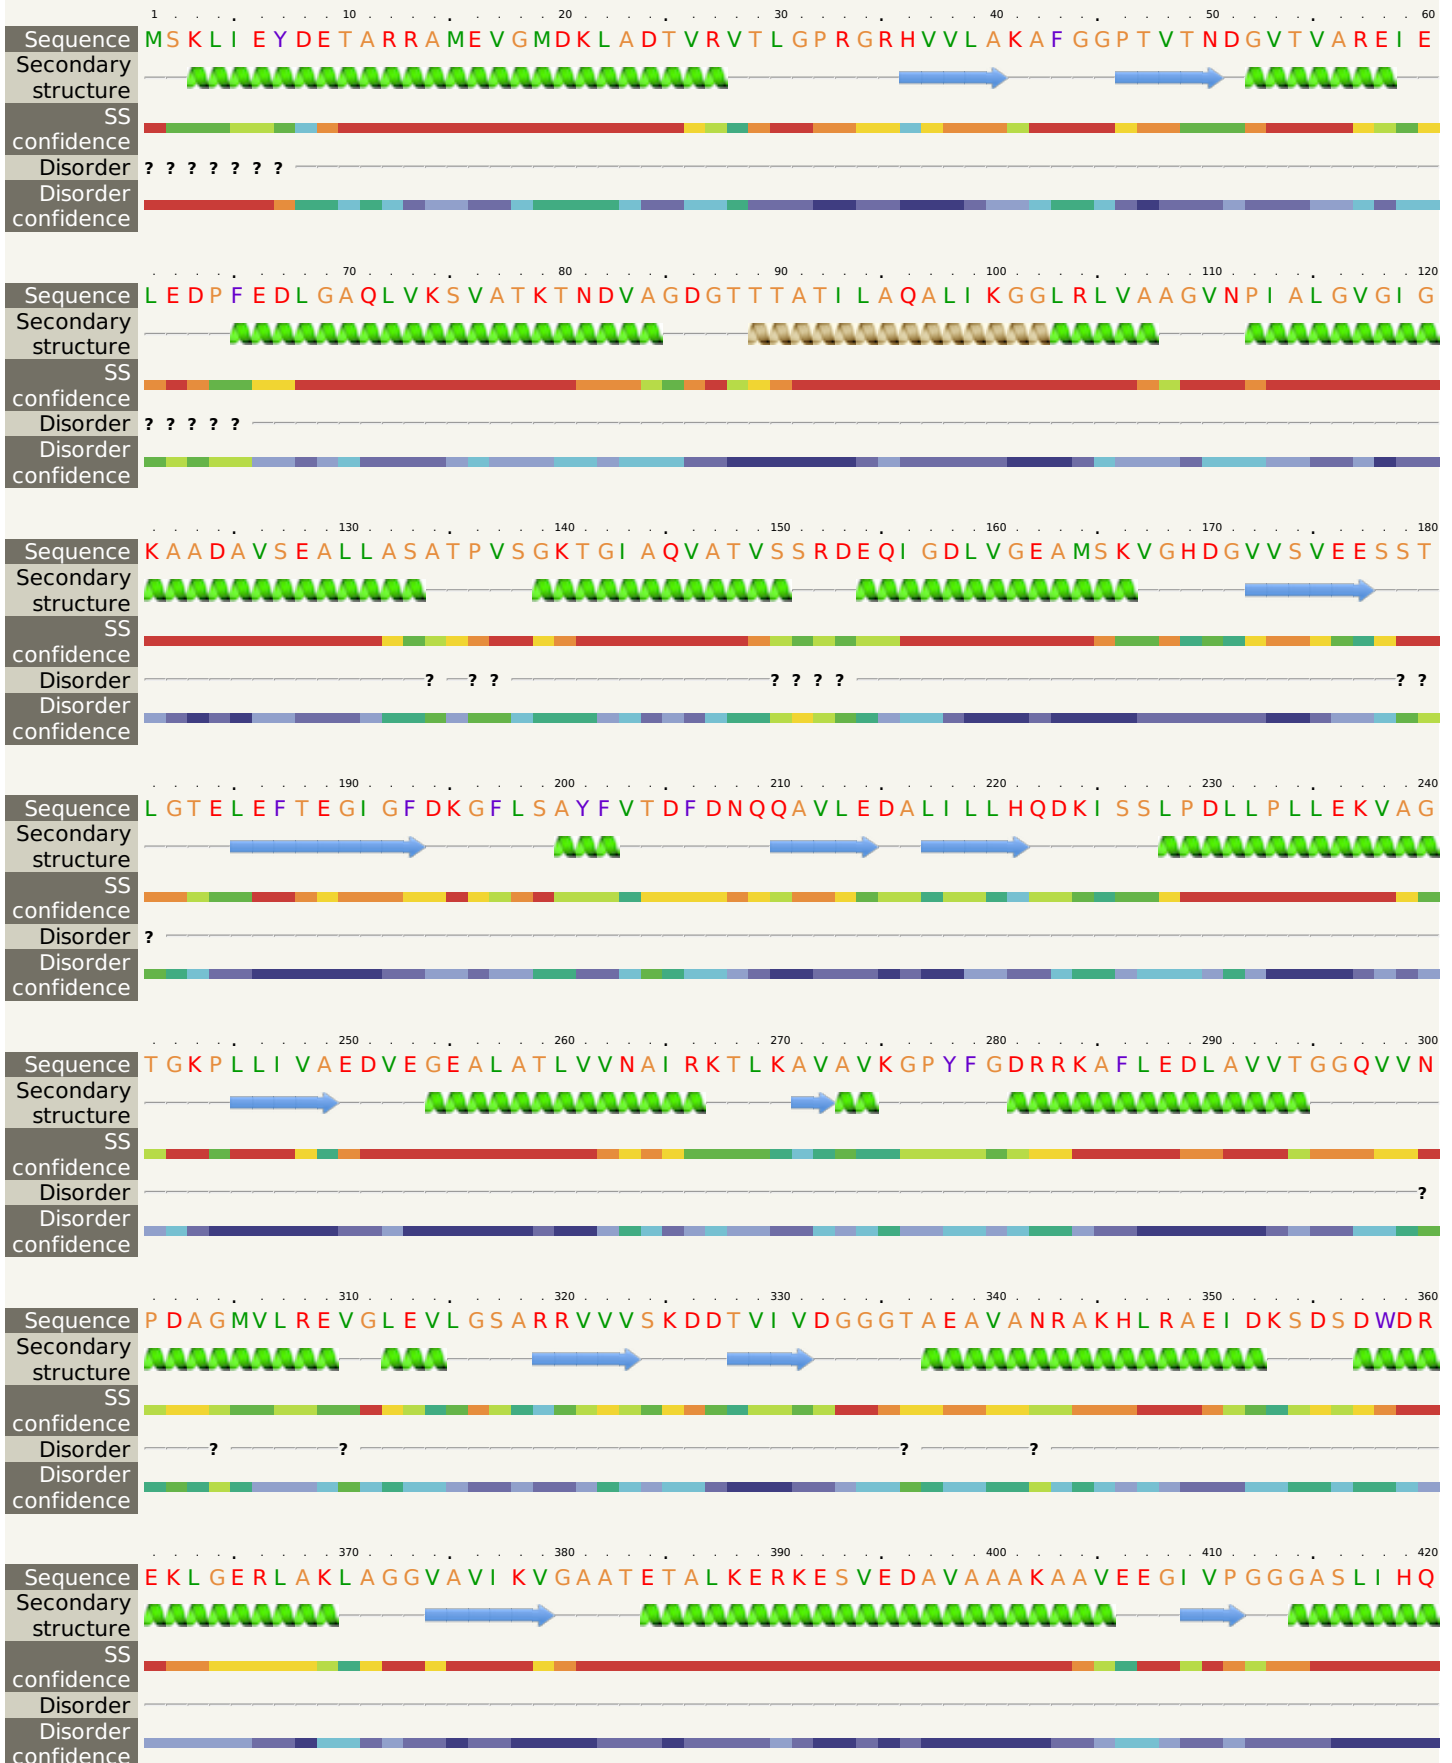 1 10 20 30 40 50 60
Sequence MSKLIEYDETARRAMEVGMDKLADTVRVTLGPRGRHVVLAKAFGGPTVTNDGVTVAREIE
Secondary
structure
SS
confidence
Disorder ? ? ? ? ? ? ?
Disorder
confidence
70 80 90 100 110 120
Sequence LEDPFEDLGAQLVKSVATKTNDVAGDGTTTATILAQALIKGGLRLVAAGVNPIALGVGIG
Secondary
structure
SS
confidence
Disorder ? ? ? ? ?
Disorder
confidence
130 140 150 160 170 180
Sequence KAADAVSEALLASATPVSGKTGIAQVATVSSRDEQIGDLVGEAMSKVGHDGVVSVEESST
Secondary
structure
SS
confidence
Disorder ? ? ? ? ? ? ? ? ?
Disorder
confidence
190 200 210 220 230 240
Sequence LGTELEFTEGIGFDKGFLSAYFVTDFDNQQAVLEDALILLHQDKISSLPDLLPLLEKVAG
Secondary
structure
SS
confidence
Disorder ?
Disorder
confidence
250 260 270 280 290 300
Sequence TGKPLLIVAEDVEGEALATLVVNAIRKTLKAVAVKGPYFGDRRKAFLEDLAVVTGGQVVN
Secondary
structure
SS
confidence
Disorder ?
Disorder
confidence
310 320 330 340 350 360
Sequence PDAGMVLREVGLEVLGSARRVVVSKDDTVIVDGGGTAEAVANRAKHLRAEIDKSDSDWDR
Secondary
structure
SS
confidence
Disorder ? ? ? ?
Disorder
confidence
370 380 390 400 410 420
Sequence EKLGERLAKLAGGVAVIKVGAATETALKERKESVEDAVAAAKAAVEEGIVPGGGASLIHQ
Secondary
structure
SS
confidence
Disorder
Disorder
confidence